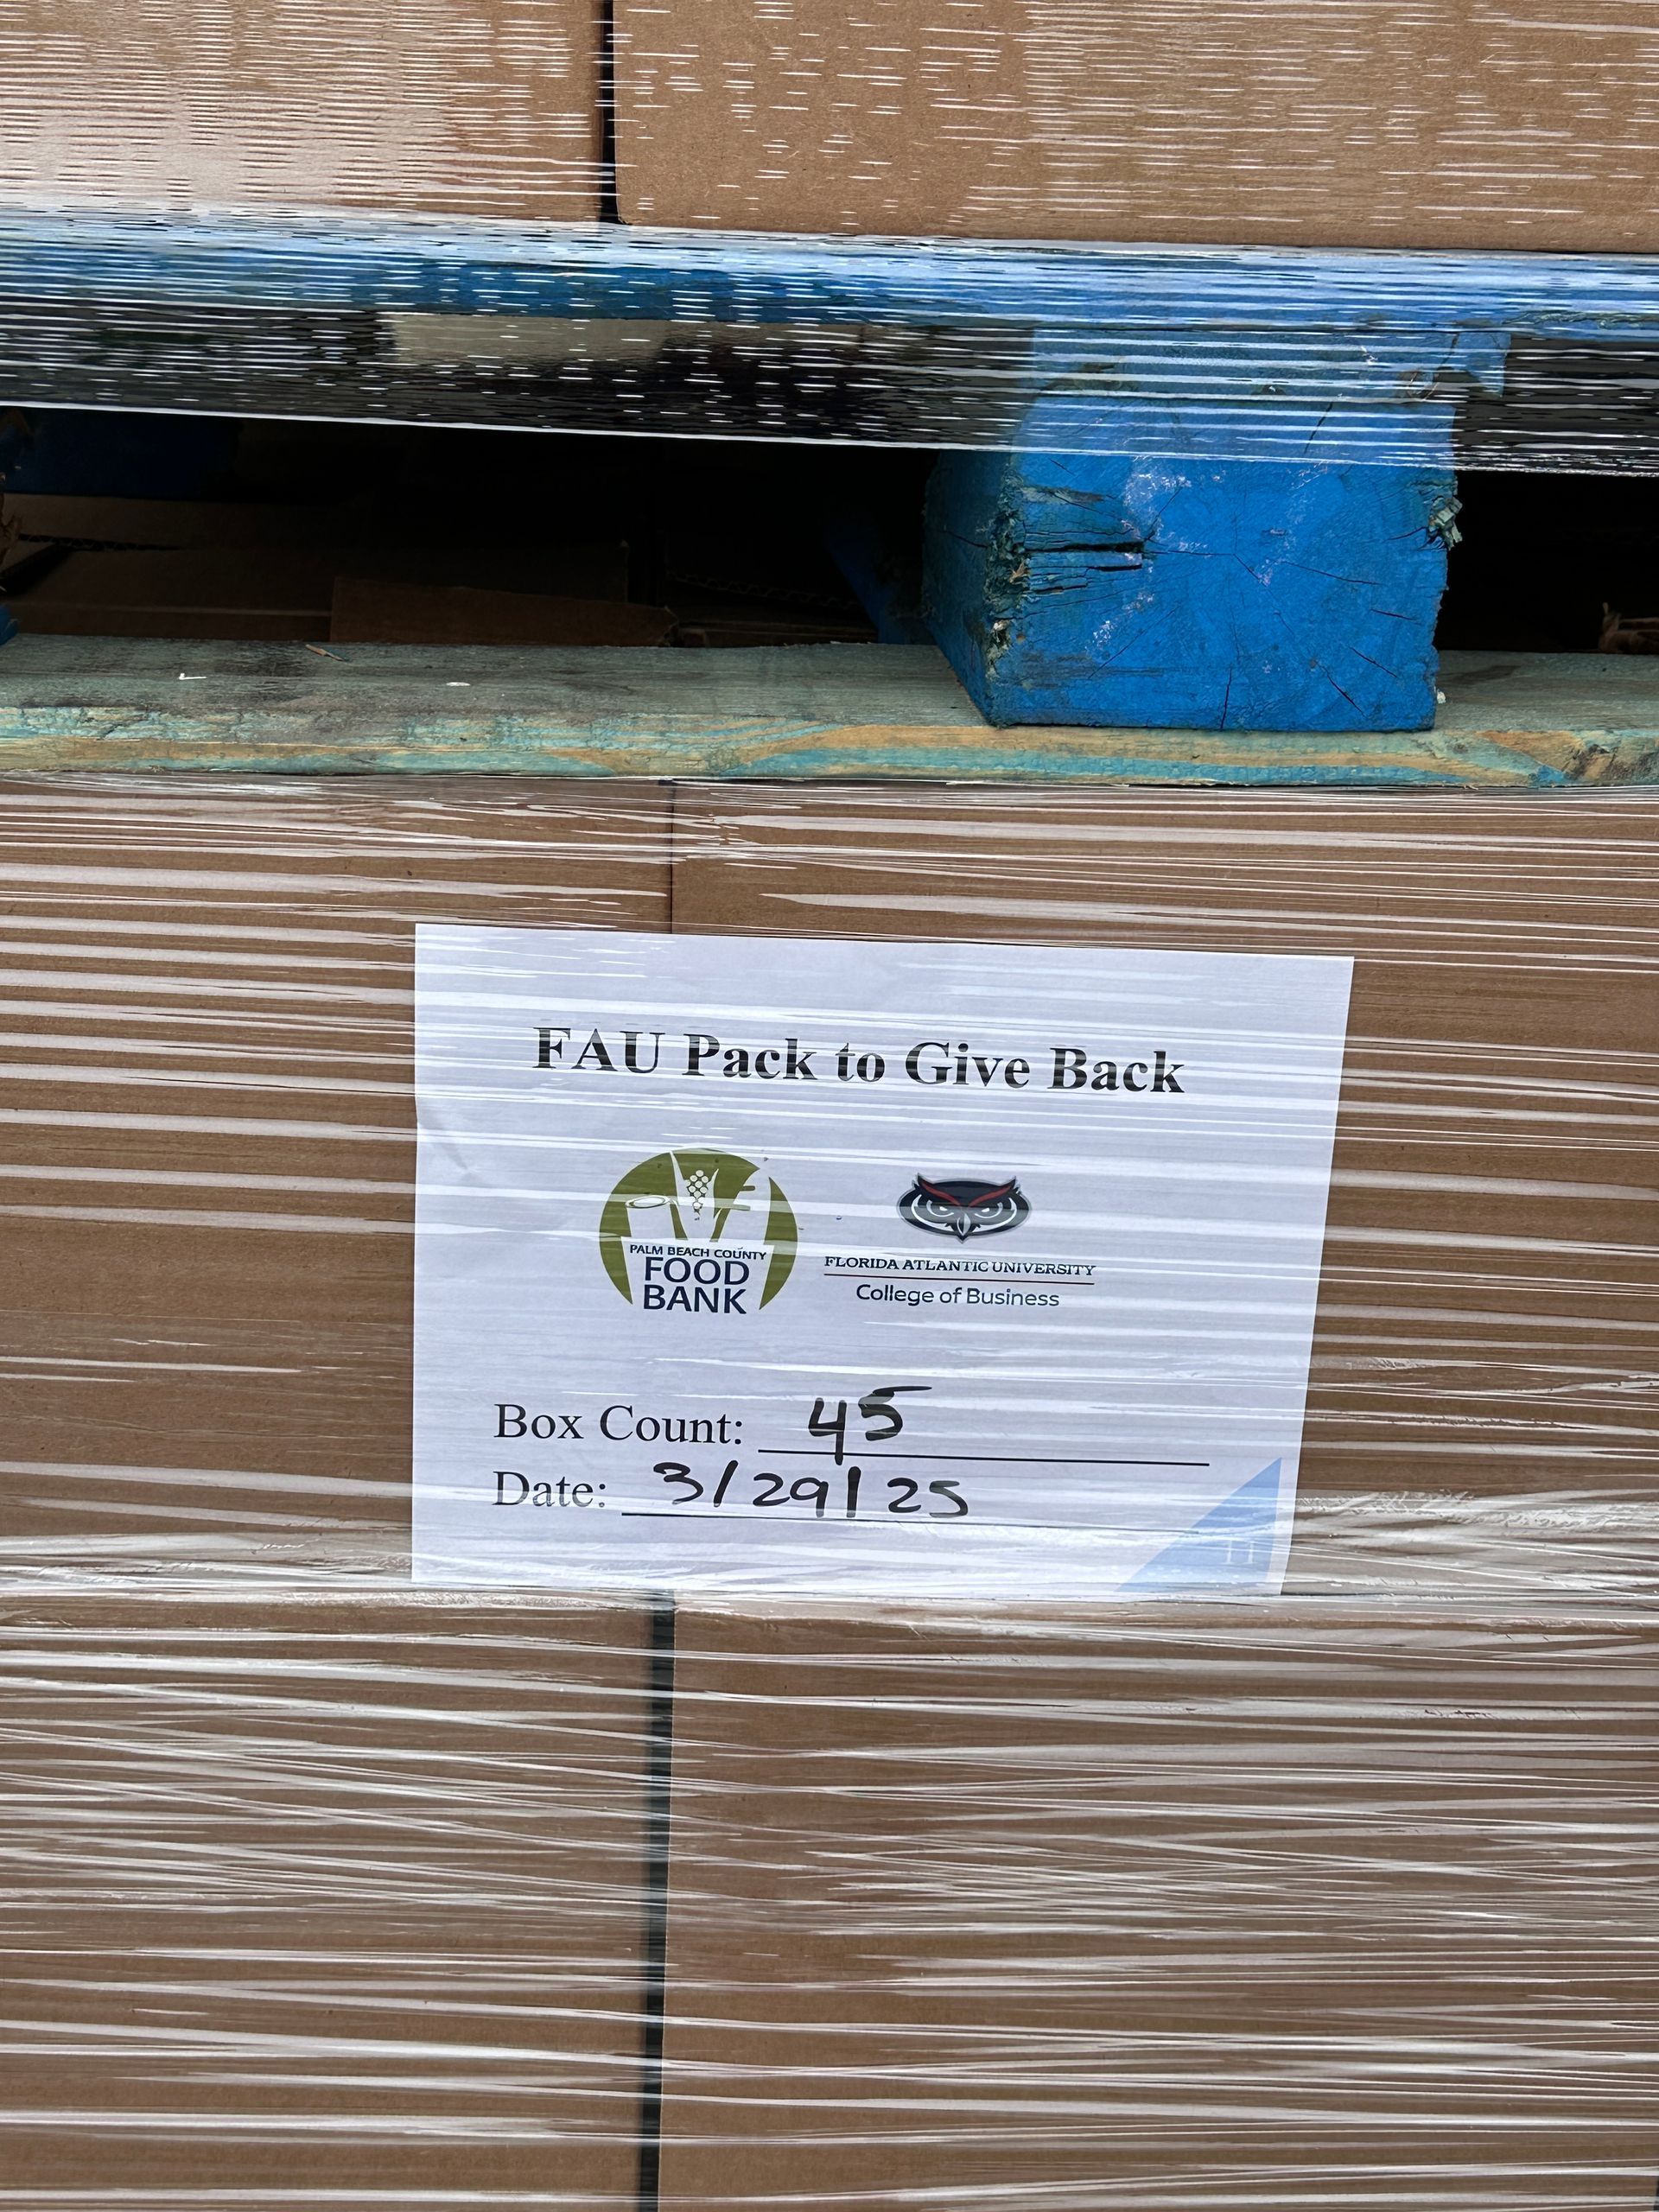 FAU Pack to Give Back
PALM BEACH COUNTY
FOOD
BANK
FLORIDA ATLANTIC UNIVERSITY
College of Business
Box Count: 45
Date: 3/29/25
11